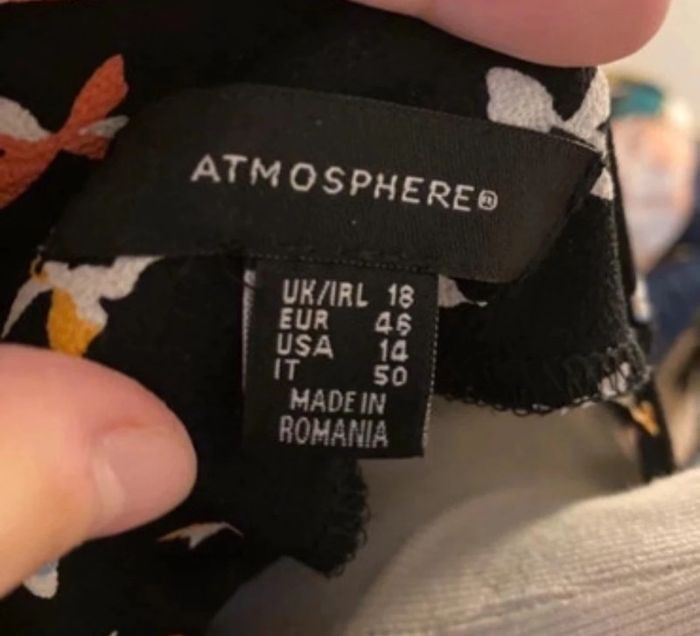 ATMOSPHERE®
UK/IRL 18
EUR 46
USA 14
IT 50
MADE IN
ROMANIA